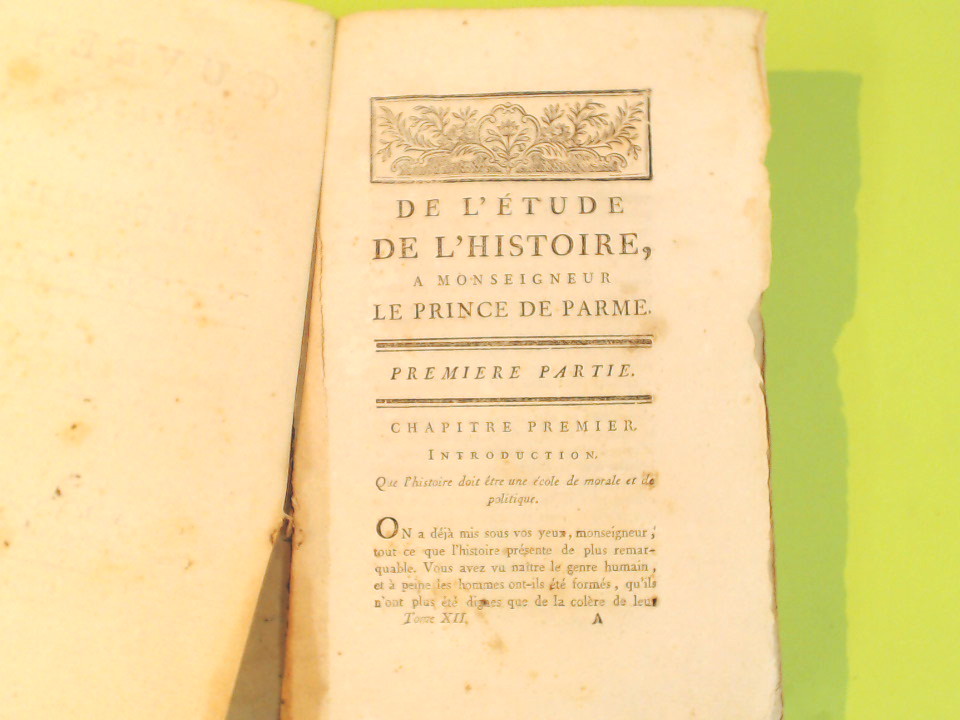 DE L'ÉTUDE
DE L'HISTOIRE,
A MONSEIGNEUR
LE PRINCE DE PARME.
PREMIERE PARTIE.
CHAPITRE PREMIER.
INTRODUCTION.
Que l'histoire doit être une école de morale et de
politique.
ON a déjà mis sous vos yeux, monseigneur,
tout ce que l'histoire présente de plus remar-
quable. Vous avez vu naître le genre humain,
et à peine les hommes ont-ils été formés, qu'ils
n'ont plus été dignes que de la colère de leur
Tome XII.
A